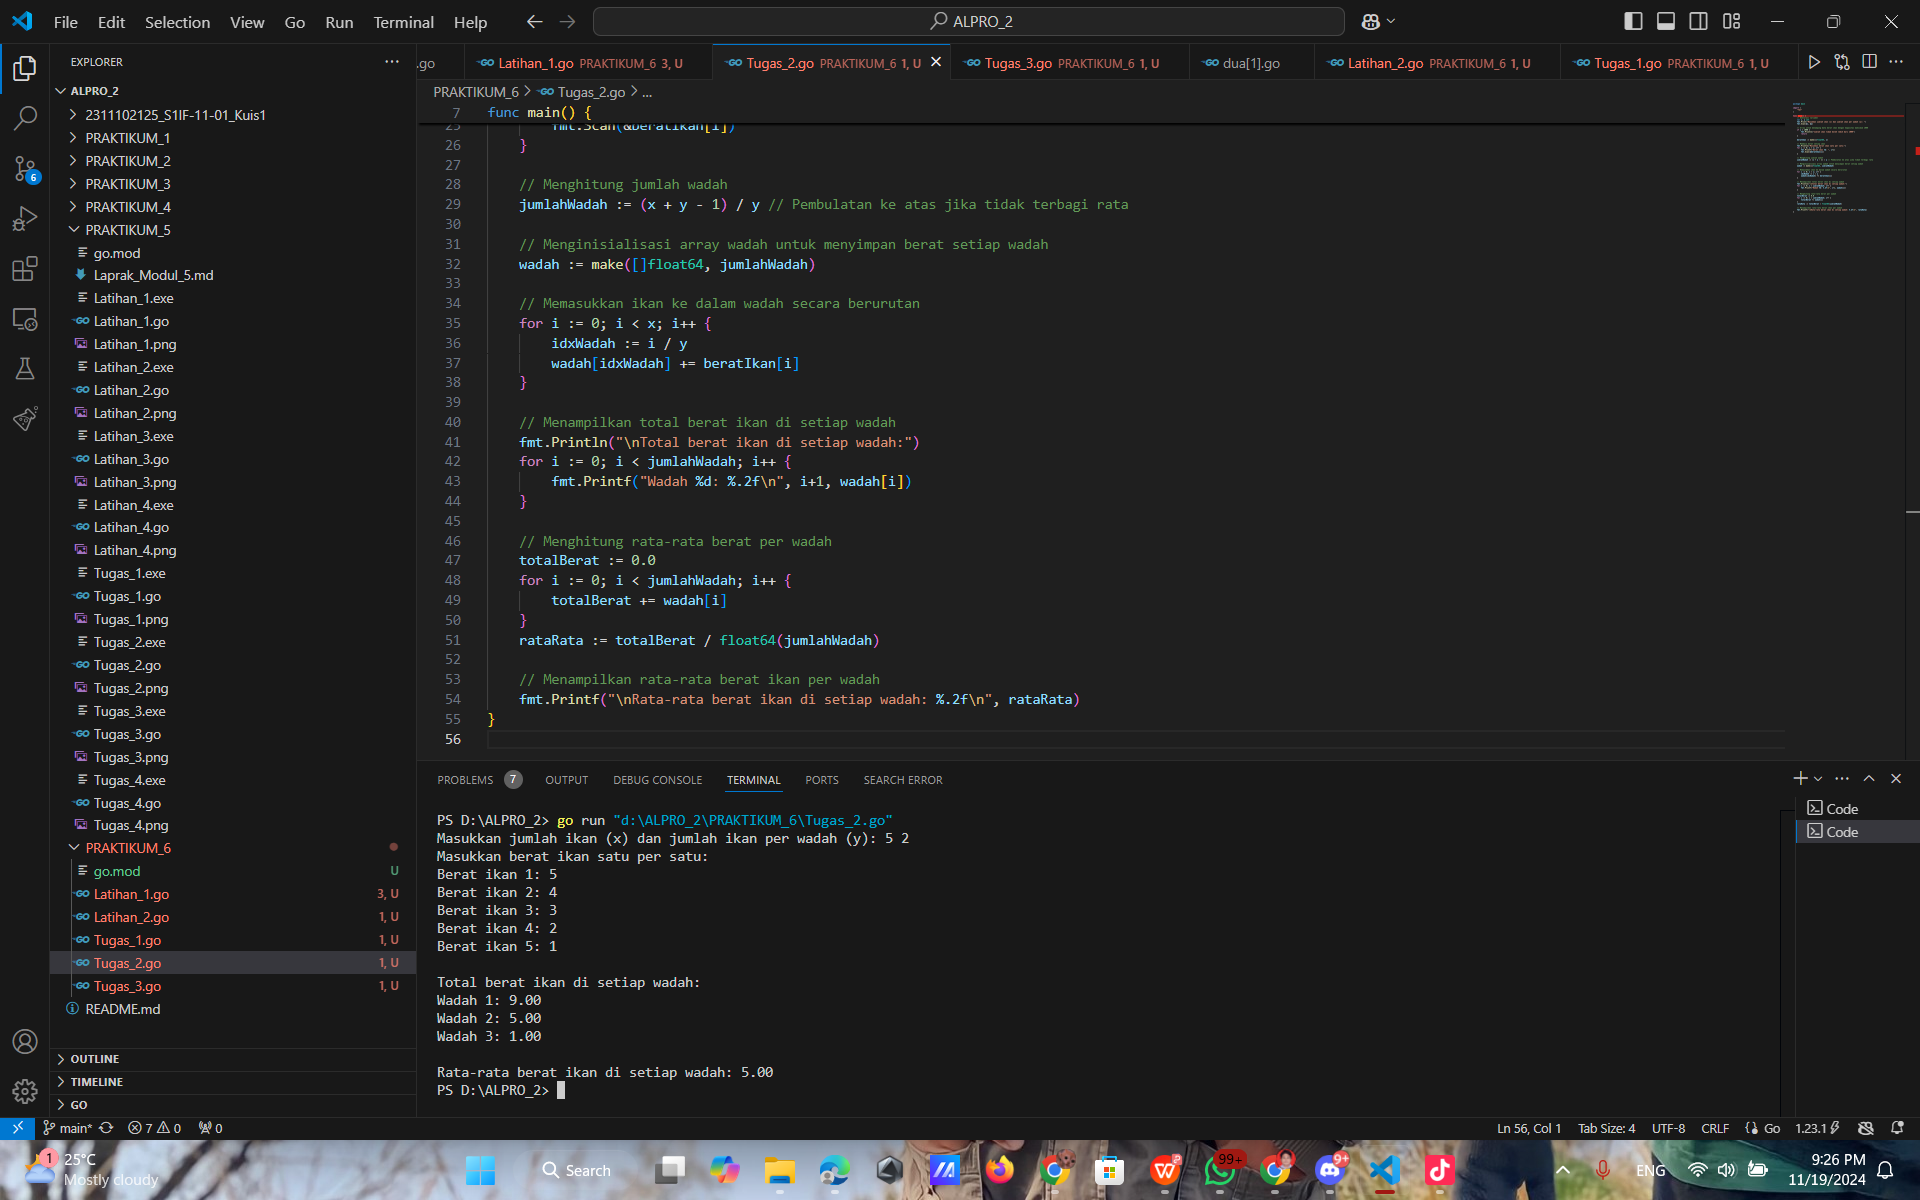 File Edit Selection View Go Run Terminal Help
ALPRO_2
EXPLORER
ALPRO_2
2311102125_S1IF-11-01_Kuis1
PRAKTIKUM_1
PRAKTIKUM_2
PRAKTIKUM_3
PRAKTIKUM_4
PRAKTIKUM_5
go.mod
Laprak_Modul_5.md
Latihan_1.exe
Latihan_1.go
Latihan_1.png
Latihan_2.exe
Latihan_2.go
Latihan_2.png
Latihan_3.exe
Latihan_3.go
Latihan_3.png
Latihan_4.exe
Latihan_4.go
Latihan_4.png
Tugas_1.exe
Tugas_1.go
Tugas_1.png
Tugas_2.exe
Tugas_2.go
Tugas_2.png
Tugas_3.exe
Tugas_3.go
Tugas_3.png
Tugas_4.exe
Tugas_4.go
Tugas_4.png
PRAKTIKUM_6
go.mod U
Latihan_1.go 3, U
Latihan_2.go 1, U
Tugas_1.go 1, U
Tugas_2.go 1, U
Tugas_3.go 1, U
README.md
OUTLINE
TIMELINE
GO
6
.go Latihan_1.go PRAKTIKUM_6 3, U Tugas_2.go PRAKTIKUM_6 1, U Tugas_3.go PRAKTIKUM_6 1, U dua[1].go Latihan_2.go PRAKTIKUM_6 1, U Tugas_1.go PRAKTIKUM_6 1, U
PRAKTIKUM_6 > Tugas_2.go > ...
7 func main() {
25 fmt.Scan(&beratIkan[i])
26 }
27
28 // Menghitung jumlah wadah
29 jumlahWadah := (x + y - 1) / y // Pembulatan ke atas jika tidak terbagi rata
30
31 // Menginisialisasi array wadah untuk menyimpan berat setiap wadah
32 wadah := make([]float64, jumlahWadah)
33
34 // Memasukkan ikan ke dalam wadah secara berurutan
35 for i := 0; i < x; i++ {
36 idxWadah := i / y
37 wadah[idxWadah] += beratIkan[i]
38 }
39
40 // Menampilkan total berat ikan di setiap wadah
41 fmt.Println("\nTotal berat ikan di setiap wadah:")
42 for i := 0; i < jumlahWadah; i++ {
43 fmt.Printf("Wadah %d: %.2f\n", i+1, wadah[i])
44 }
45
46 // Menghitung rata-rata berat per wadah
47 totalBerat := 0.0
48 for i := 0; i < jumlahWadah; i++ {
49 totalBerat += wadah[i]
50 }
51 rataRata := totalBerat / float64(jumlahWadah)
52
53 // Menampilkan rata-rata berat ikan per wadah
54 fmt.Printf("\nRata-rata berat ikan di setiap wadah: %.2f\n", rataRata)
55 }
56
PROBLEMS 7 OUTPUT DEBUG CONSOLE TERMINAL PORTS SEARCH ERROR
PS D:\ALPRO_2> go run "d:\ALPRO_2\PRAKTIKUM_6\Tugas_2.go"
Masukkan jumlah ikan (x) dan jumlah ikan per wadah (y): 5 2
Masukkan berat ikan satu per satu:
Berat ikan 1: 5
Berat ikan 2: 4
Berat ikan 3: 3
Berat ikan 4: 2
Berat ikan 5: 1
Total berat ikan di setiap wadah:
Wadah 1: 9.00
Wadah 2: 5.00
Wadah 3: 1.00
Rata-rata berat ikan di setiap wadah: 5.00
PS D:\ALPRO_2>
Code
Code
main* 7 0 0 Ln 56, Col 1 Tab Size: 4 UTF-8 CRLF Go 1.23.1
1 25°C
Mostly cloudy
Search
99+
9+
ENG
9:26 PM
11/19/2024